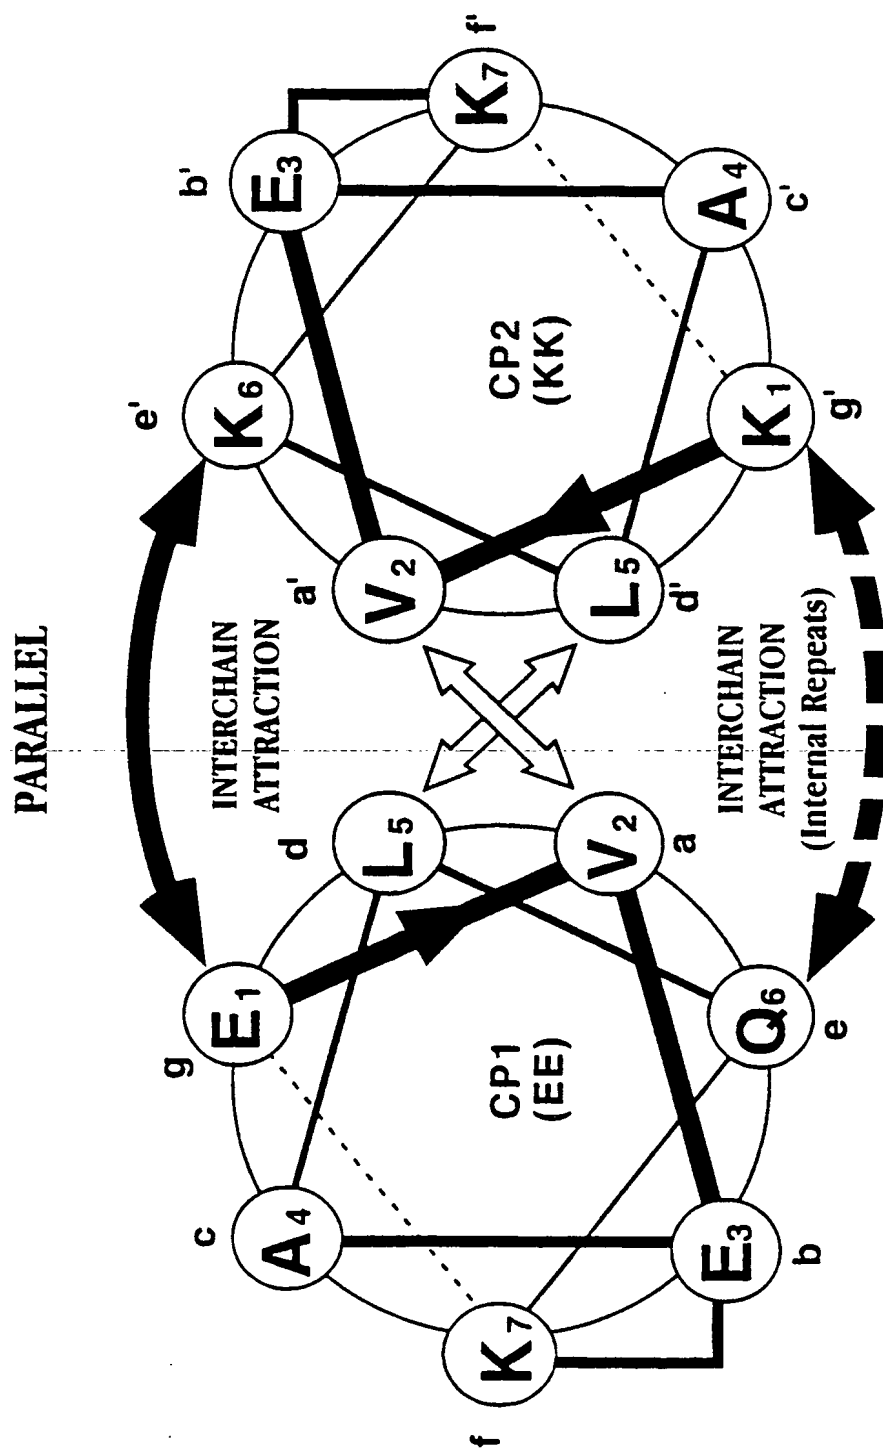 PARALLEL
INTERCHAIN
ATTRACTION
g
E1
c
A4
f
K7
b
E3
e
Q6
a
V2
d
L5
CP1
(EE)
e'
K6
b'
E3
f'
K7
c'
A4
g'
K1
d'
L5
a'
V2
CP2
(KK)
INTERCHAIN
ATTRACTION
(Internal Repeats)